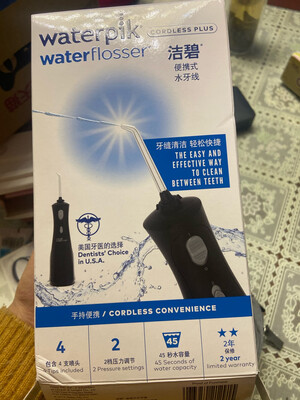 waterpik
CORDLESS PLUS
waterflosser
洁碧
便携式
水牙线
牙缝清洁 轻松快捷
THE EASY AND
EFFECTIVE WAY
TO CLEAN
BETWEEN TEETH
美国牙医的选择
Dentists' Choice
in U.S.A.
手持便携 / CORDLESS CONVENIENCE
4
包含 4 支喷头
4 Tips included
2
2档压力调节
2 Pressure settings
45
45 秒水容量
45 Seconds of
water capacity
2年
保修
2 year
limited warranty